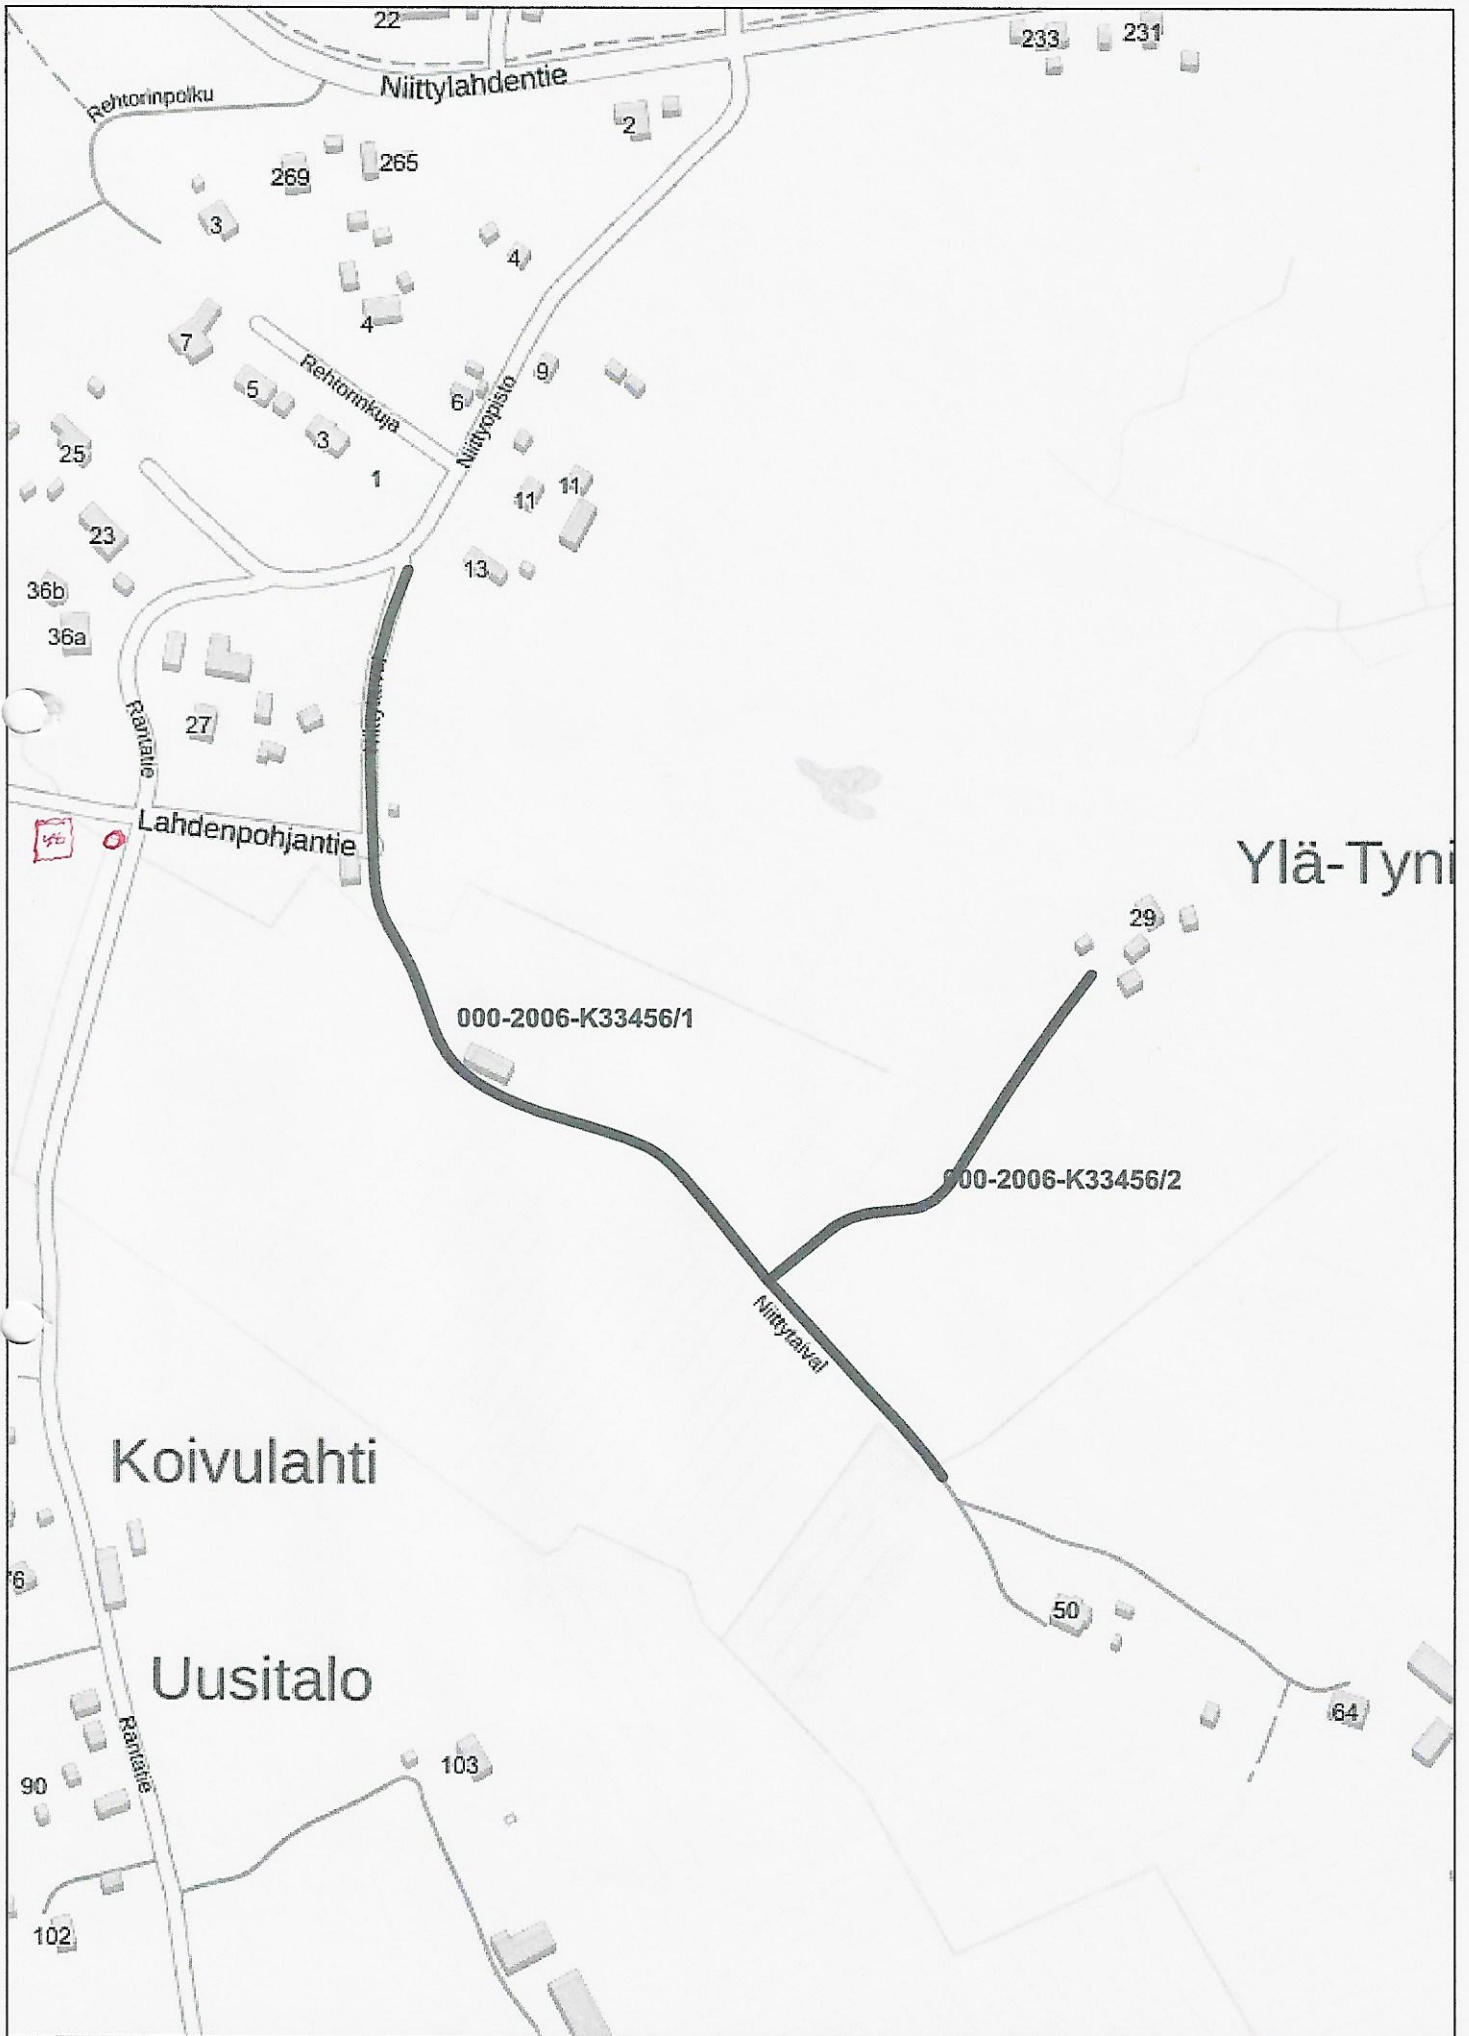 22
233
231
Niittylahdentie
Rehtorinpolku
2
269
265
3
4
4
7
Rehtorinkuja
9
5
6
Niittyopisto
3
25
1
11
11
23
13
36b
36a
27
Rantatie
Lahdenpohjantie
Ylä-Tyni
29
000-2006-K33456/1
000-2006-K33456/2
Niittytaival
Koivulahti
76
50
Uusitalo
64
Rantatie
103
90
102